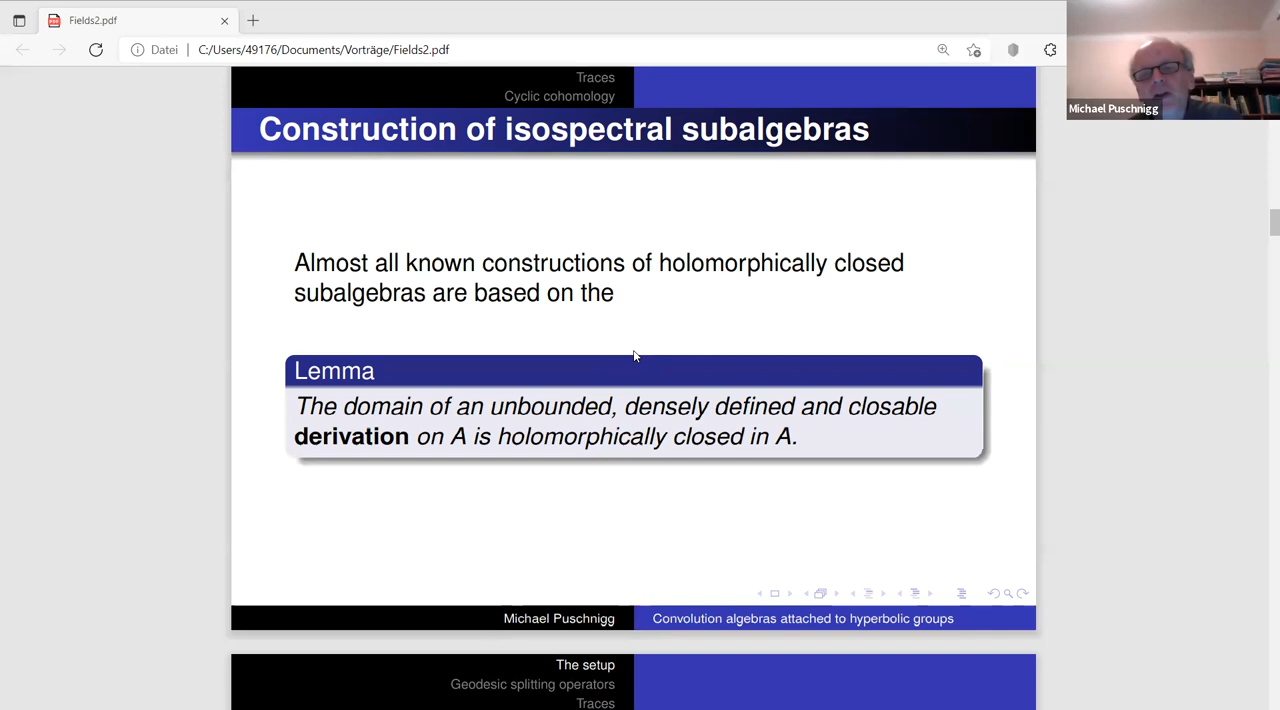 Fields2.pdf
Datei
C:/Users/49176/Documents/Vorträge/Fields2.pdf
Michael Puschnigg
Traces
Cyclic cohomology
Construction of isospectral subalgebras
Almost all known constructions of holomorphically closed
subalgebras are based on the
Lemma
The domain of an unbounded, densely defined and closable
derivation on A is holomorphically closed in A.
Michael Puschnigg
Convolution algebras attached to hyperbolic groups
The setup
Geodesic splitting operators
Traces